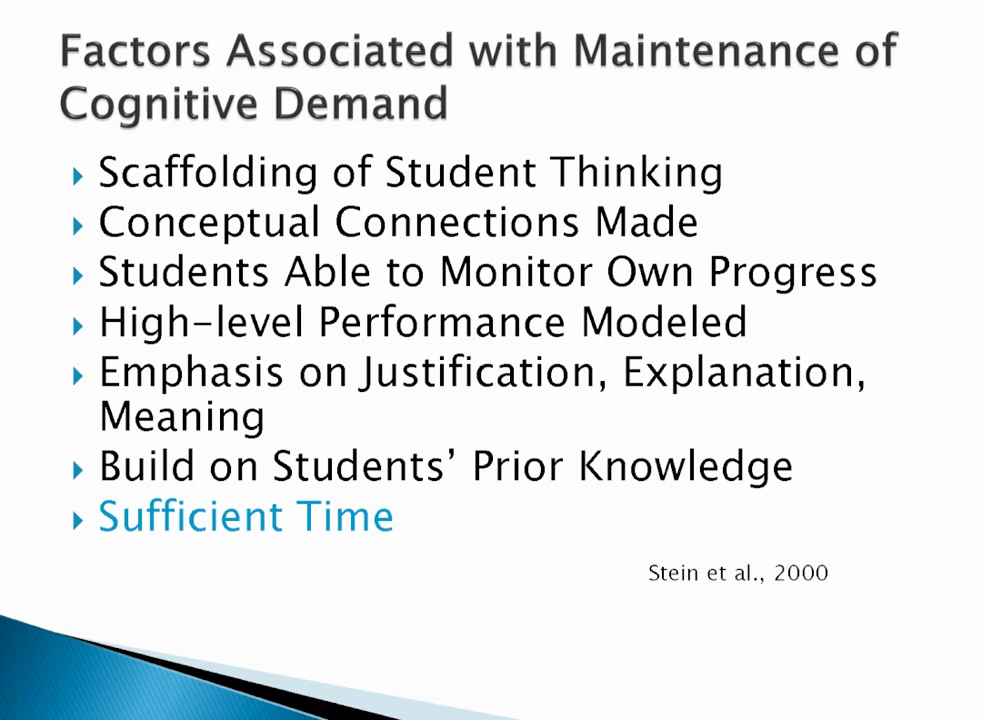 Factors Associated with Maintenance of
Cognitive Demand
Scaffolding of Student Thinking
Conceptual Connections Made
Students Able to Monitor Own Progress
High-level Performance Modeled
Emphasis on Justification, Explanation,
Meaning
Build on Students’ Prior Knowledge
Sufficient Time
Stein et al., 2000